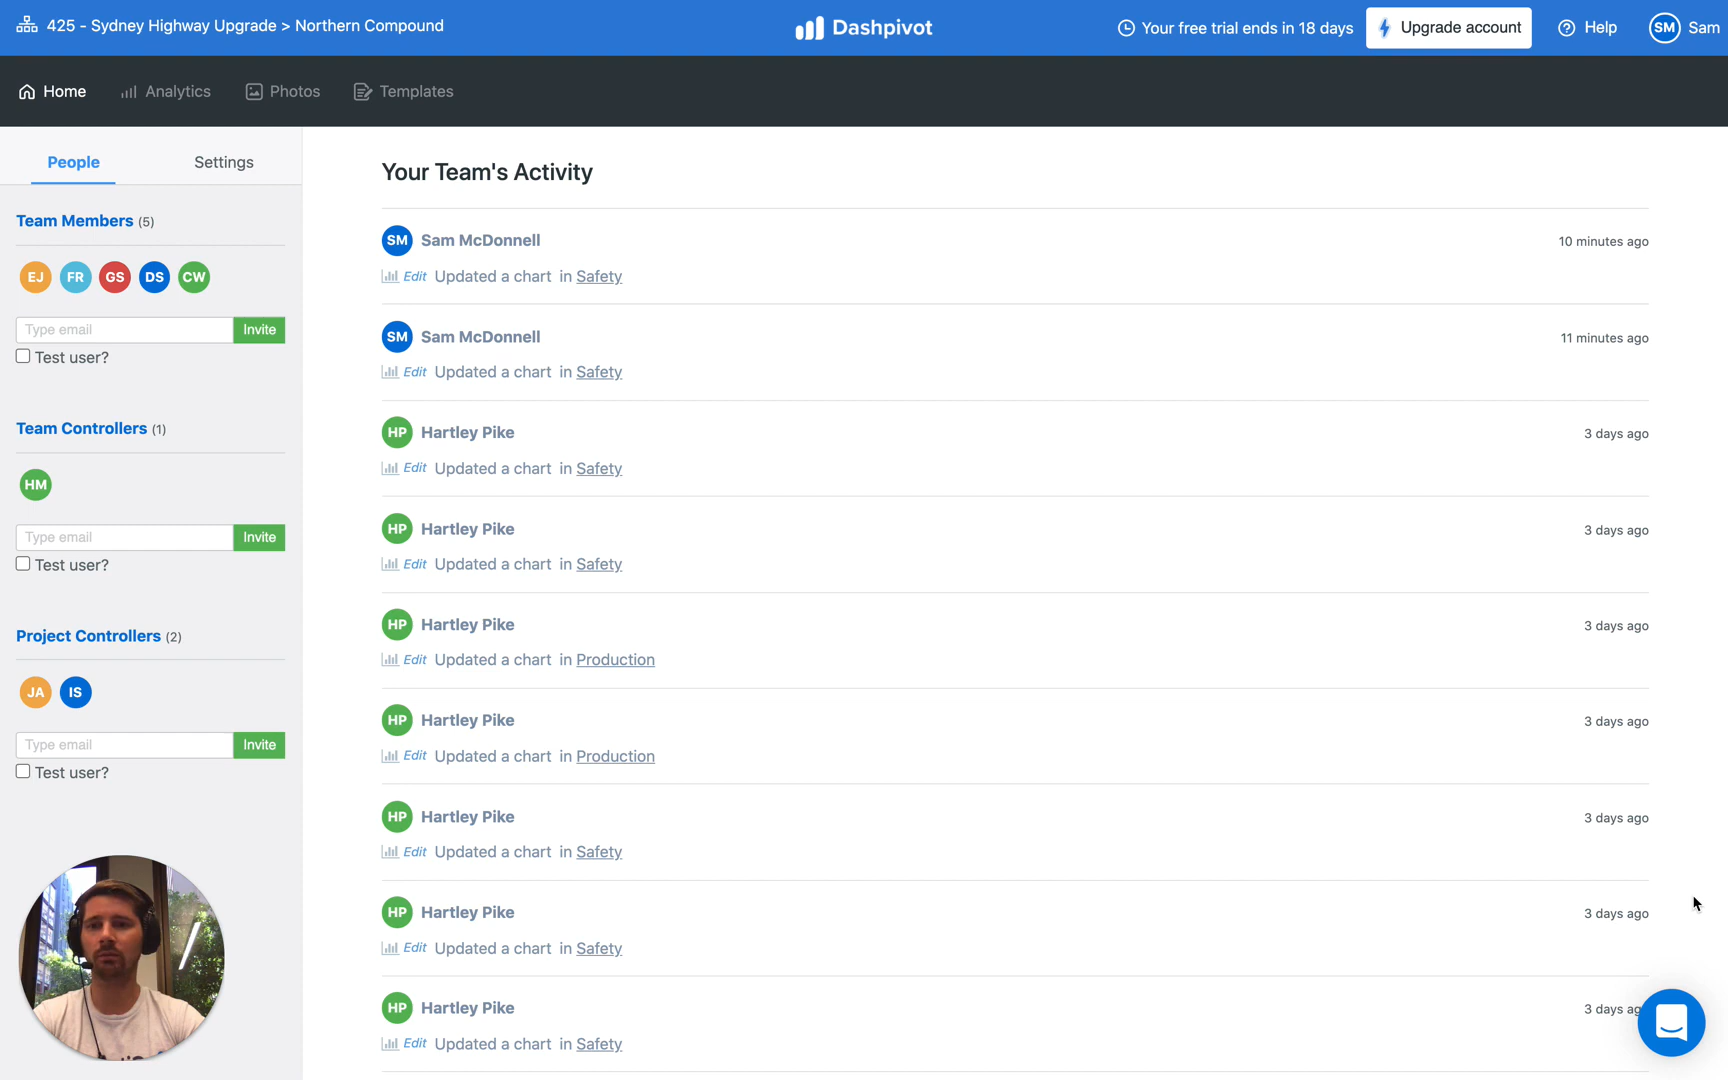 425 - Sydney Highway Upgrade > Northern Compound
Dashpivot
Your free trial ends in 18 days
Upgrade account
Help
SM Sam
Home
Analytics
Photos
Templates
People
Settings
Team Members (5)
EJ FR GS DS CW
Type email
Invite
Test user?
Team Controllers (1)
HM
Type email
Invite
Test user?
Project Controllers (2)
JA IS
Type email
Invite
Test user?
Your Team's Activity
SM Sam McDonnell 10 minutes ago
Edit Updated a chart in Safety
SM Sam McDonnell 11 minutes ago
Edit Updated a chart in Safety
HP Hartley Pike 3 days ago
Edit Updated a chart in Safety
HP Hartley Pike 3 days ago
Edit Updated a chart in Safety
HP Hartley Pike 3 days ago
Edit Updated a chart in Production
HP Hartley Pike 3 days ago
Edit Updated a chart in Production
HP Hartley Pike 3 days ago
Edit Updated a chart in Safety
HP Hartley Pike 3 days ago
Edit Updated a chart in Safety
HP Hartley Pike 3 days
Edit Updated a chart in Safety